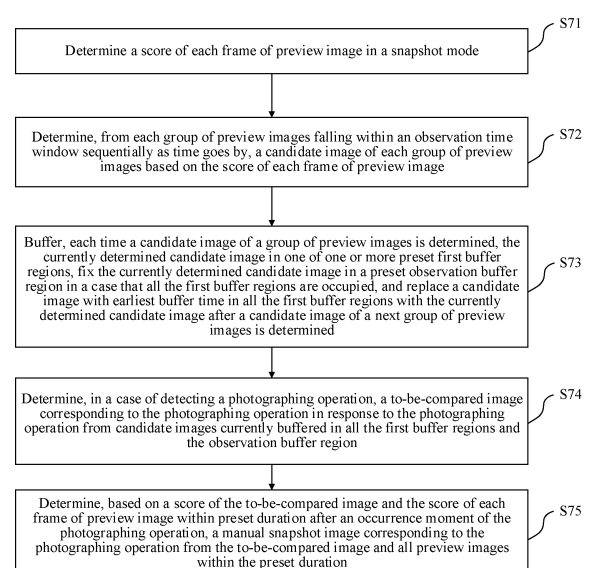 S71
Determine a score of each frame of preview image in a snapshot mode
S72
Determine, from each group of preview images falling within an observation time
window sequentially as time goes by, a candidate image of each group of preview
images based on the score of each frame of preview image
Buffer, each time a candidate image of a group of preview images is determined, the
currently determined candidate image in one of one or more preset first buffer
regions, fix the currently determined candidate image in a preset observation buffer
region in a case that all the first buffer regions are occupied, and replace a candidate
image with earliest buffer time in all the first buffer regions with the currently
determined candidate image after a candidate image of a next group of preview
images is determined
S73
Determine, in a case of detecting a photographing operation, a to-be-compared image
corresponding to the photographing operation in response to the photographing
operation from candidate images currently buffered in all the first buffer regions and
the observation buffer region
S74
Determine, based on a score of the to-be-compared image and the score of each
frame of preview image within preset duration after an occurrence moment of the
photographing operation, a manual snapshot image corresponding to the
photographing operation from the to-be-compared image and all preview images
within the preset duration
S75